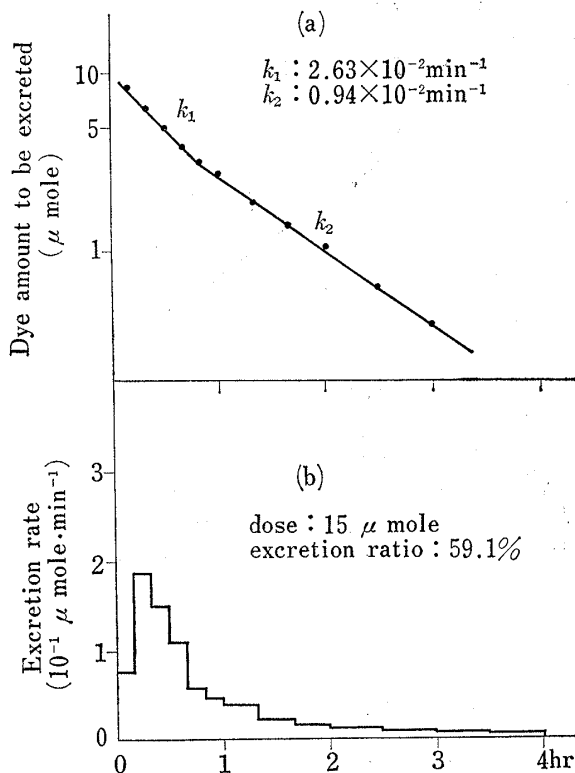 (a)
k₁ : 2.63×10⁻²min⁻¹
k₂ : 0.94×10⁻²min⁻¹
Dye amount to be excreted
(μ mole)
10
5
1
k₁
k₂
(b)
dose : 15 μ mole
excretion ratio : 59.1%
Excretion rate
(10⁻¹ μ mole·min⁻¹)
3
2
1
0
0 1 2 3 4hr